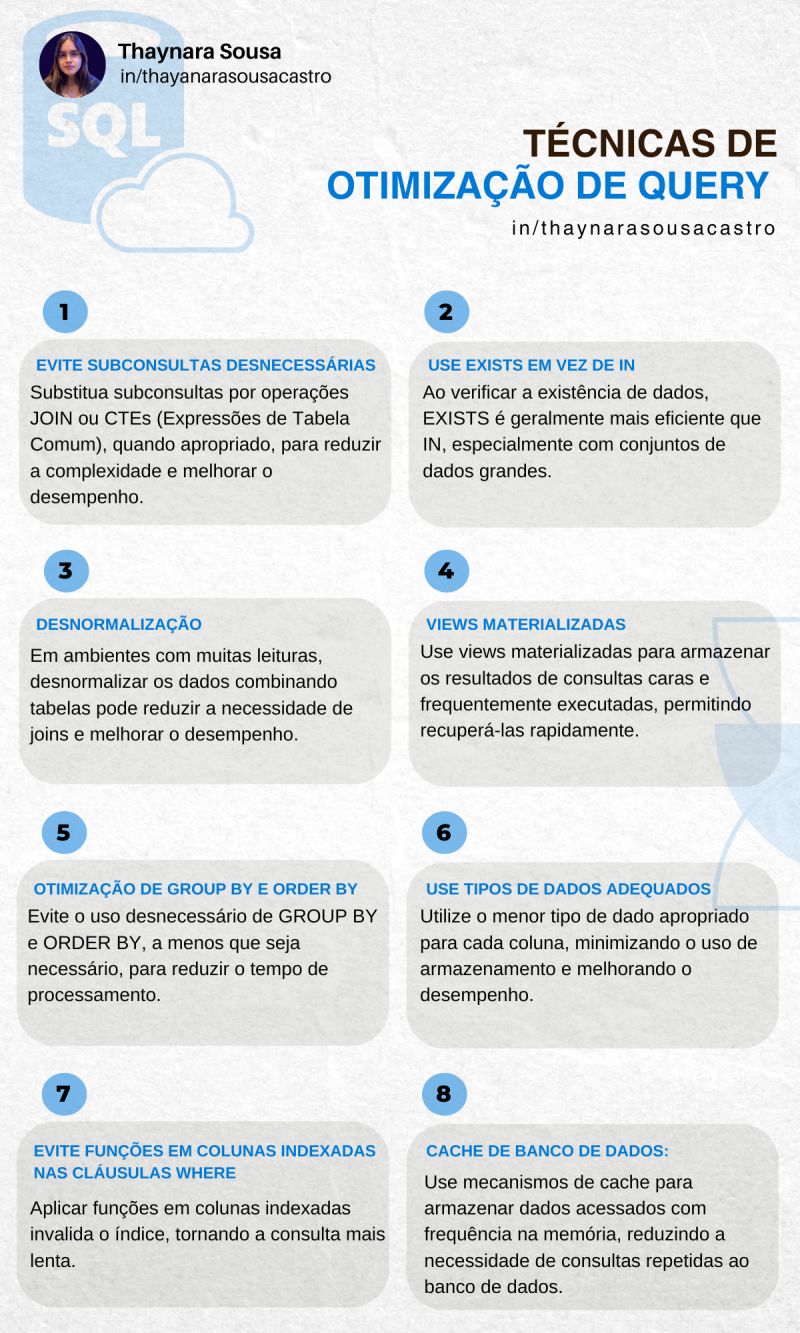 Thaynara Sousa
in/thayanarasousacastro
SQL
TÉCNICAS DE
OTIMIZAÇÃO DE QUERY
in/thaynarasousacastro
1
EVITE SUBCONSULTAS DESNECESSÁRIAS
Substitua subconsultas por operações
JOIN ou CTEs (Expressões de Tabela
Comum), quando apropriado, para reduzir
a complexidade e melhorar o
desempenho.
2
USE EXISTS EM VEZ DE IN
Ao verificar a existência de dados,
EXISTS é geralmente mais eficiente que
IN, especialmente com conjuntos de
dados grandes.
3
DESNORMALIZAÇÃO
Em ambientes com muitas leituras,
desnormalizar os dados combinando
tabelas pode reduzir a necessidade de
joins e melhorar o desempenho.
4
VIEWS MATERIALIZADAS
Use views materializadas para armazenar
os resultados de consultas caras e
frequentemente executadas, permitindo
recuperá-las rapidamente.
5
OTIMIZAÇÃO DE GROUP BY E ORDER BY
Evite o uso desnecessário de GROUP BY
e ORDER BY, a menos que seja
necessário, para reduzir o tempo de
processamento.
6
USE TIPOS DE DADOS ADEQUADOS
Utilize o menor tipo de dado apropriado
para cada coluna, minimizando o uso de
armazenamento e melhorando o
desempenho.
7
EVITE FUNÇÕES EM COLUNAS INDEXADAS
NAS CLÁUSULAS WHERE
Aplicar funções em colunas indexadas
invalida o índice, tornando a consulta mais
lenta.
8
CACHE DE BANCO DE DADOS:
Use mecanismos de cache para
armazenar dados acessados com
frequência na memória, reduzindo a
necessidade de consultas repetidas ao
banco de dados.